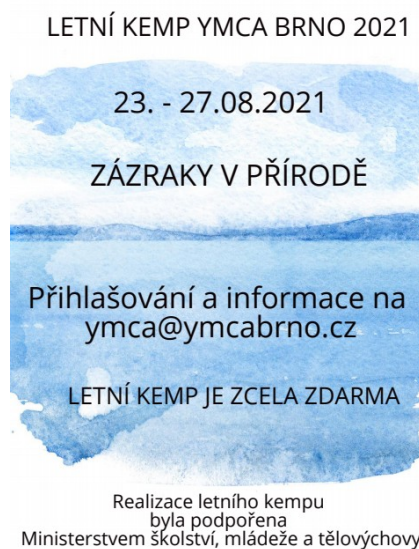 LETNÍ KEMP YMCA BRNO 2021
23. - 27.08.2021
ZÁZRAKY V PŘÍRODĚ
Přihlašování a informace na
ymca@ymcabrno.cz
LETNÍ KEMP JE ZCELA ZDARMA
Realizace letního kempu
byla podpořena
Ministerstvem školství, mládeže a tělovýchovy